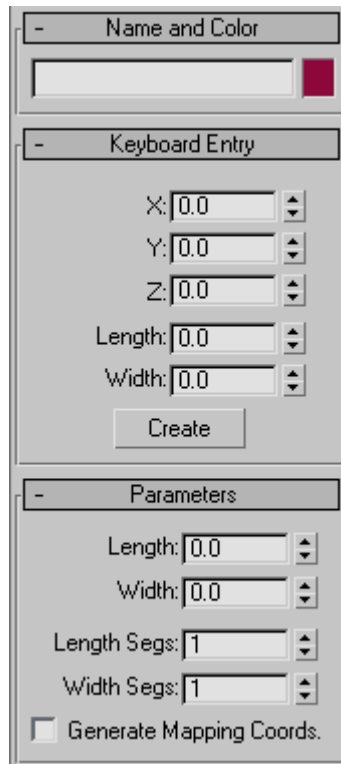 - Name and Color
- Keyboard Entry
X: 0.0
Y: 0.0
Z: 0.0
Length: 0.0
Width: 0.0
Create
- Parameters
Length: 0.0
Width: 0.0
Length Segs: 1
Width Segs: 1
Generate Mapping Coords.